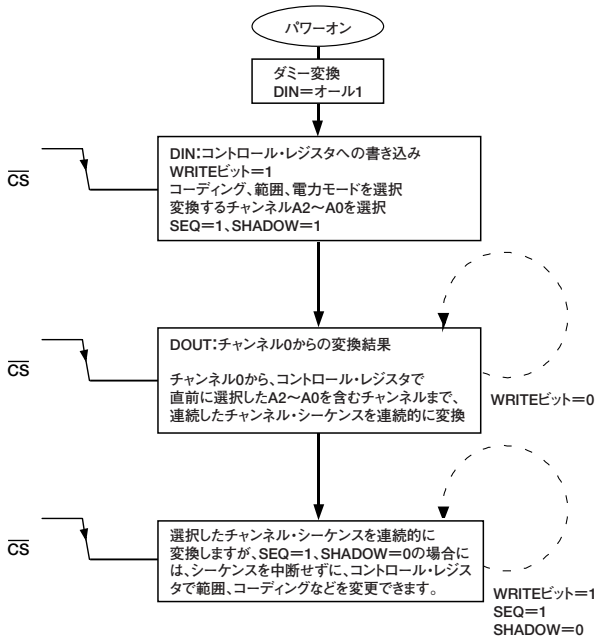 パワーオン
ダミー変換
DIN＝オール1
CS
DIN：コントロール・レジスタへの書き込み
WRITEビット＝1
コーディング、範囲、電力モードを選択
変換するチャンネルA2～A0を選択
SEQ＝1、SHADOW＝1
CS
DOUT：チャンネル0からの変換結果
チャンネル0から、コントロール・レジスタで
直前に選択したA2～A0を含むチャンネルまで、
連続したチャンネル・シーケンスを連続的に変換
WRITEビット＝0
CS
選択したチャンネル・シーケンスを連続的に
変換しますが、SEQ＝1、SHADOW＝0の場合に
は、シーケンスを中断せずに、コントロール・レジス
タで範囲、コーディングなどを変更できます。
WRITEビット＝1
SEQ＝1
SHADOW＝0